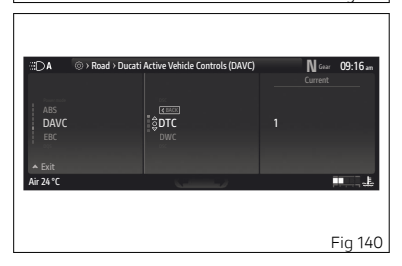 A > Road > Ducati Active Vehicle Controls (DAVC) N Gear 09:16 am
Current
ABS
< BACK
DAVC
DTC
1
EBC
DWC
Exit
Air 24 °C
Fig 140